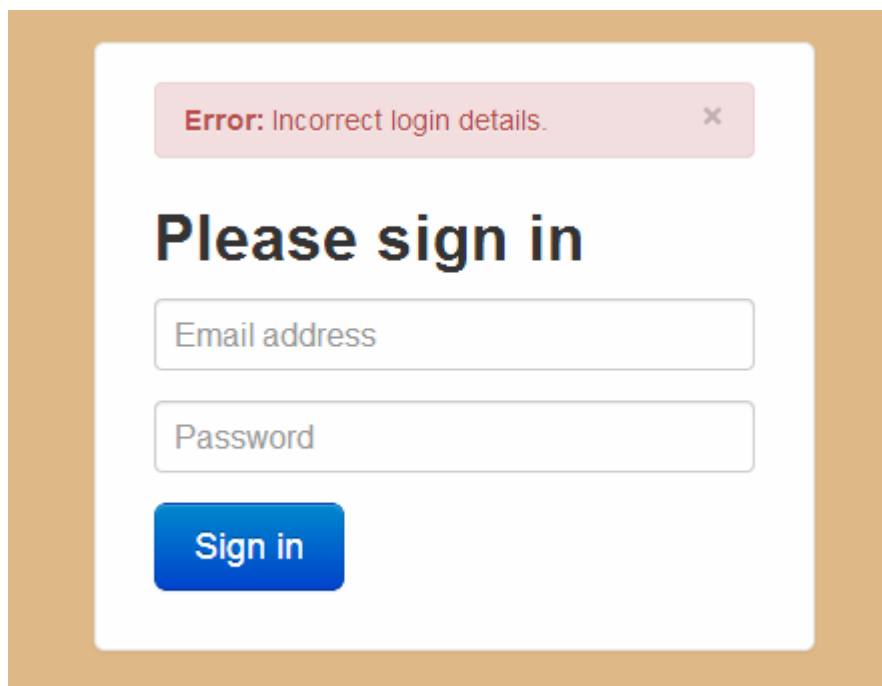 Error: Incorrect login details. ×
Please sign in
Email address
Password
Sign in